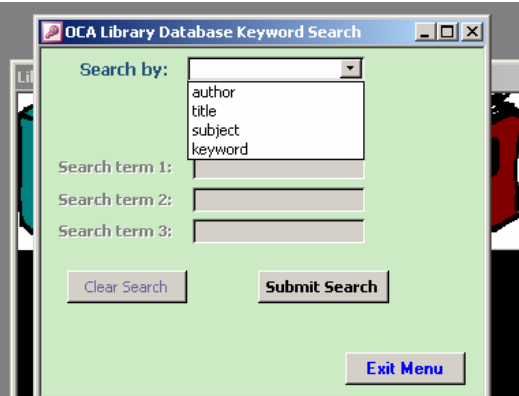 OCA Library Database Keyword Search
Li
Search by:
author
title
subject
keyword
Search term 1:
Search term 2:
Search term 3:
Clear Search
Submit Search
Exit Menu